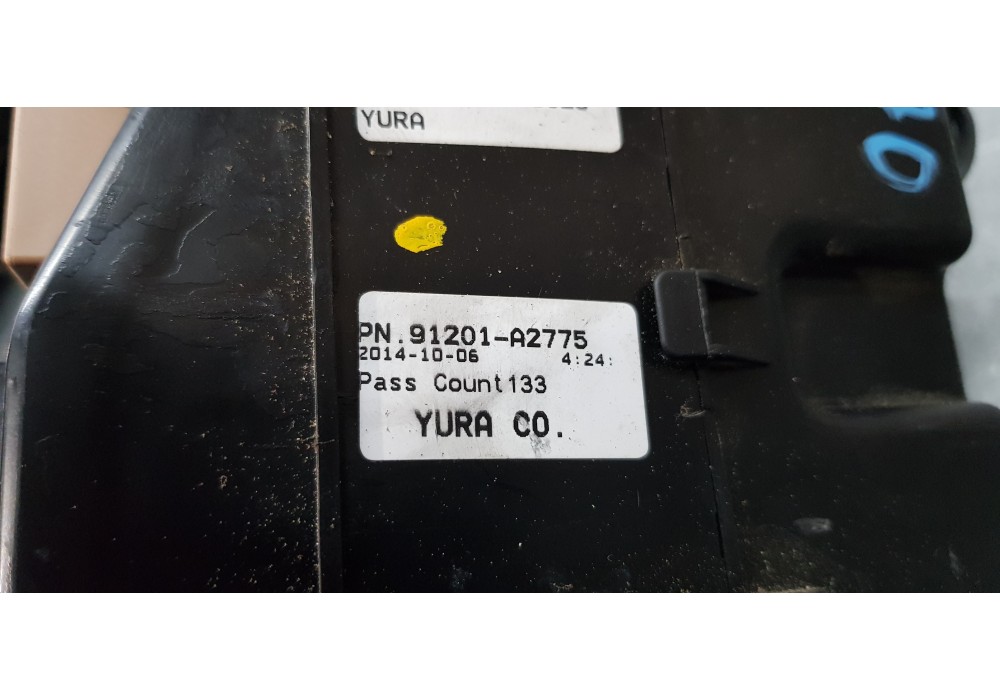 YURA
PN.91201-A2775
2014-10-06 4:24:
Pass Count133
YURA CO.